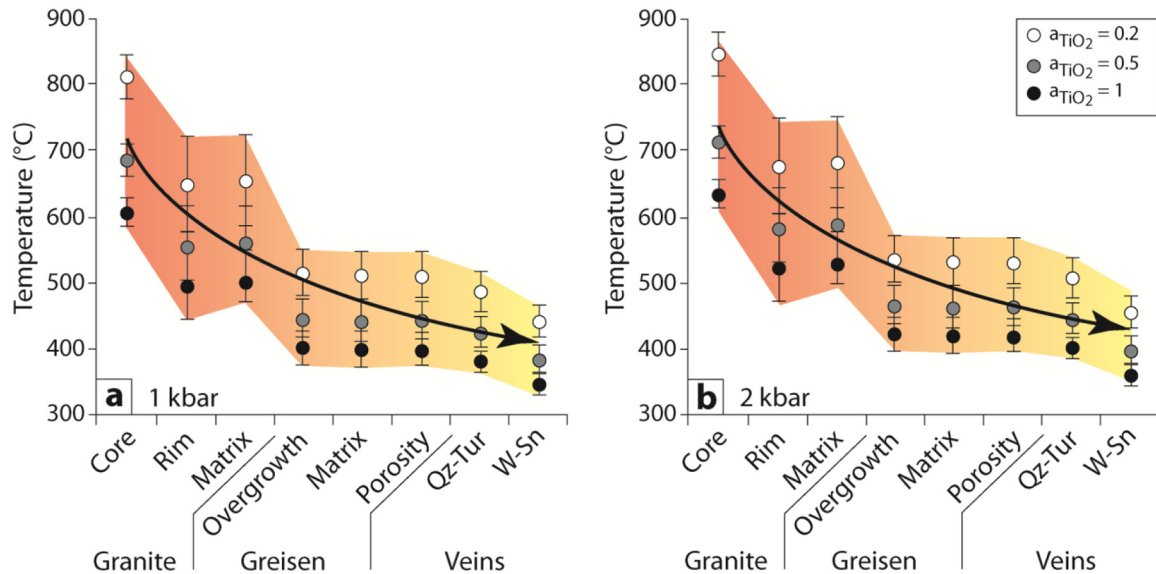 900
800
700
600
500
400
300
Temperature (°C)
a 1 kbar
Core
Rim
Matrix
Overgrowth
Matrix
Porosity
Qz-Tur
W-Sn
Granite
Greisen
Veins
900
800
700
600
500
400
300
Temperature (°C)
aTiO2 = 0.2
aTiO2 = 0.5
aTiO2 = 1
b 2 kbar
Core
Rim
Matrix
Overgrowth
Matrix
Porosity
Qz-Tur
W-Sn
Granite
Greisen
Veins